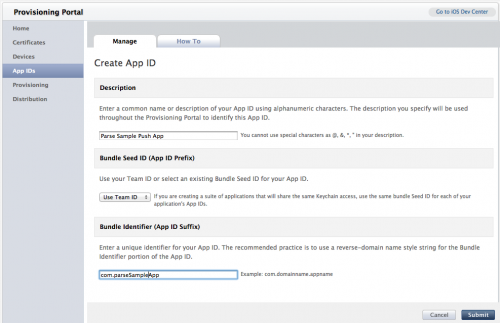 Provisioning Portal
Go to iOS Dev Center
Home
Certificates
Devices
App IDs
Provisioning
Distribution
Manage
How To
Create App ID
Description
Enter a common name or description of your App ID using alphanumeric characters. The description you specify will be used
throughout the Provisioning Portal to identify this App ID.
Parse Sample Push App
You cannot use special characters as @, &, *, " in your description.
Bundle Seed ID (App ID Prefix)
Use your Team ID or select an existing Bundle Seed ID for your App ID.
Use Team ID
If you are creating a suite of applications that will share the same Keychain access, use the same bundle Seed ID for each of your
application's App IDs.
Bundle Identifier (App ID Suffix)
Enter a unique identifier for your App ID. The recommended practice is to use a reverse-domain name style string for the Bundle
Identifier portion of the App ID.
com.parseSampleApp
Example: com.domainname.appname
Cancel
Submit